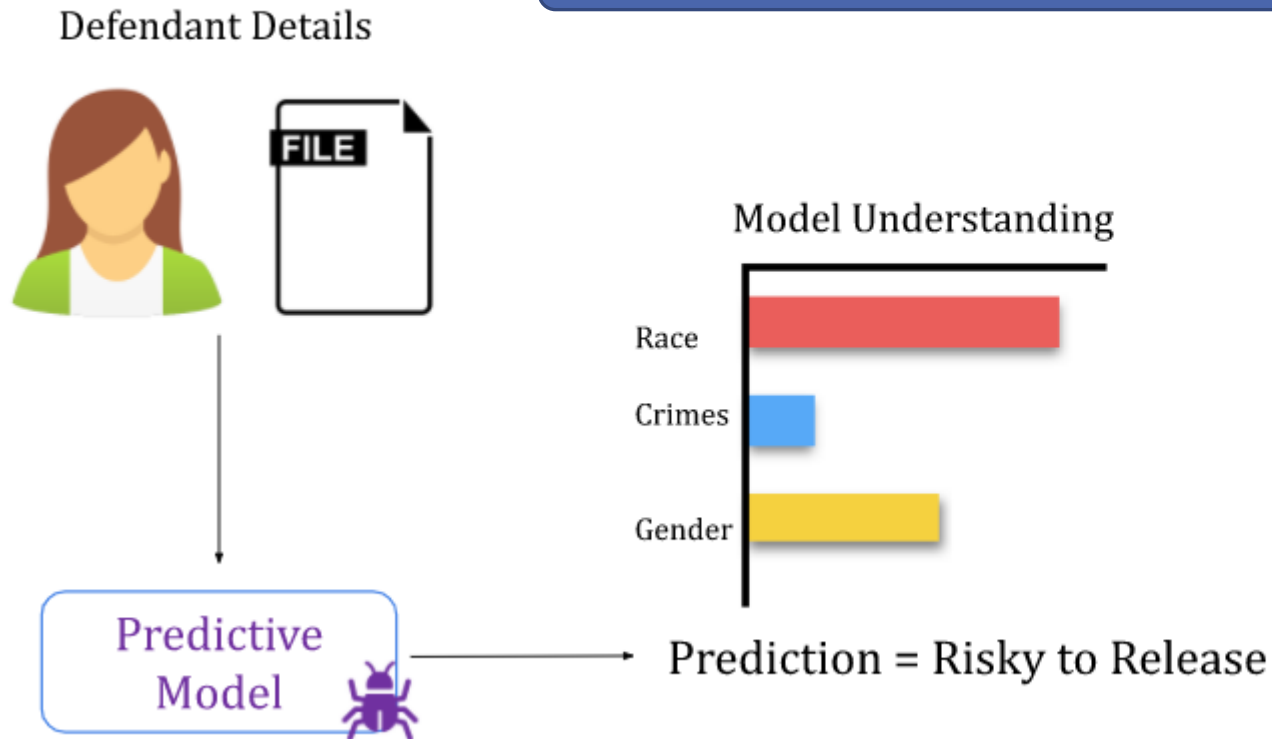 Defendant Details
FILE
Model Understanding
Race
Crimes
Gender
Predictive
Model
Prediction = Risky to Release